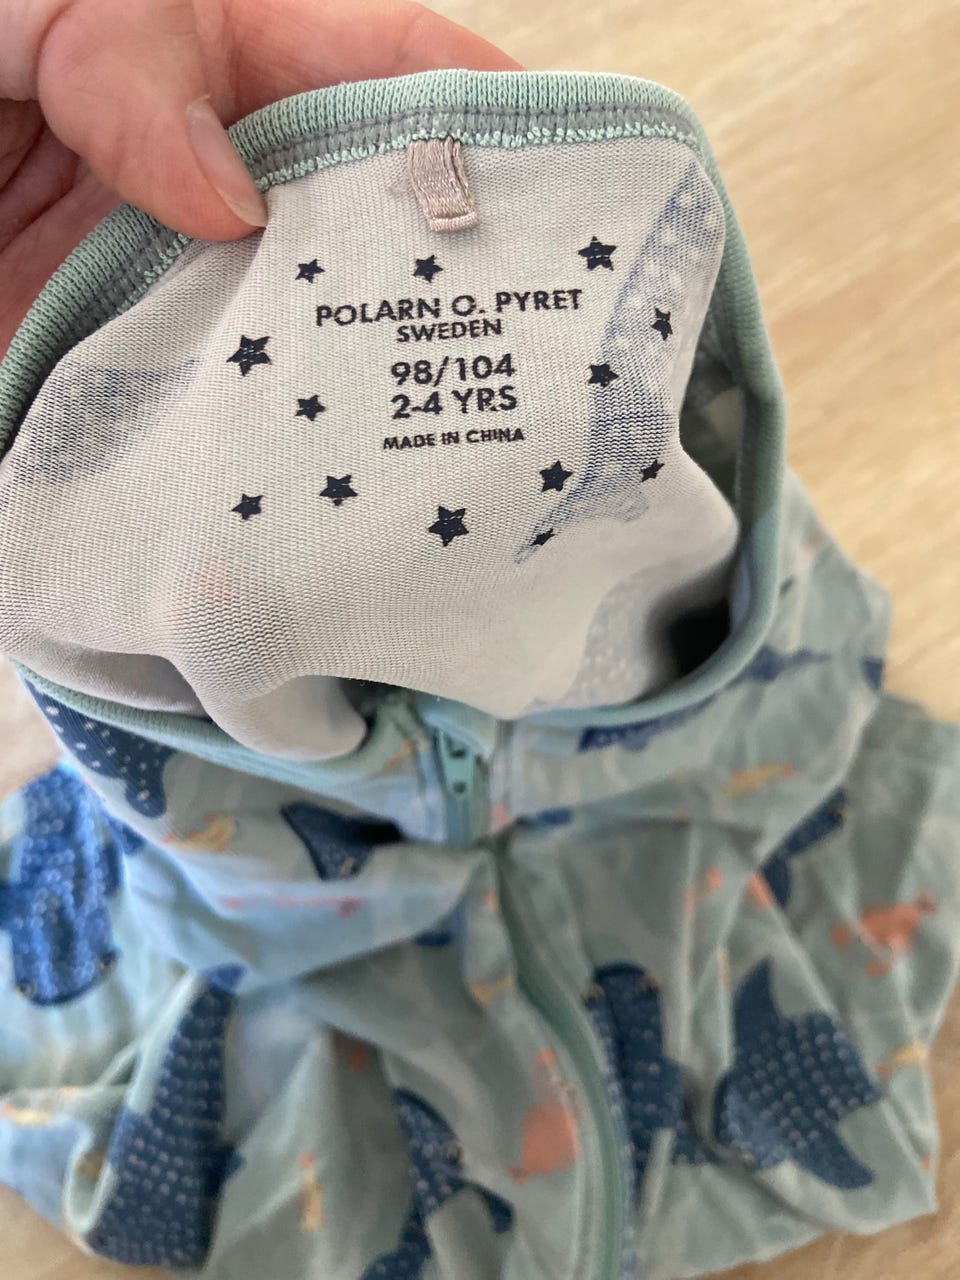 POLARN O. PYRET
SWEDEN
98/104
2-4 YRS
MADE IN CHINA